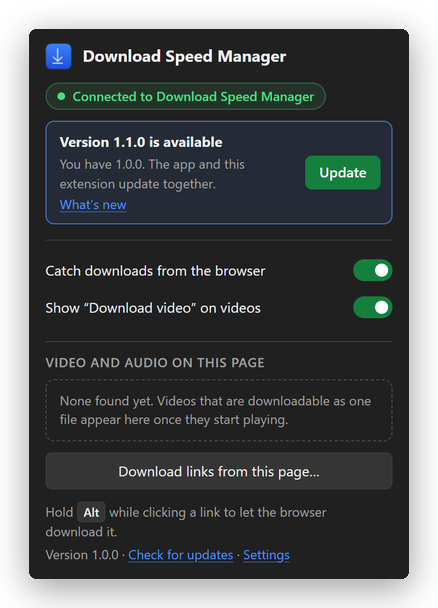 Download Speed Manager
Connected to Download Speed Manager
Version 1.1.0 is available
You have 1.0.0. The app and this
extension update together.
What's new
Update
Catch downloads from the browser
Show “Download video” on videos
VIDEO AND AUDIO ON THIS PAGE
None found yet. Videos that are downloadable as one
file appear here once they start playing.
Download links from this page...
Hold Alt while clicking a link to let the browser
download it.
Version 1.0.0 · Check for updates · Settings